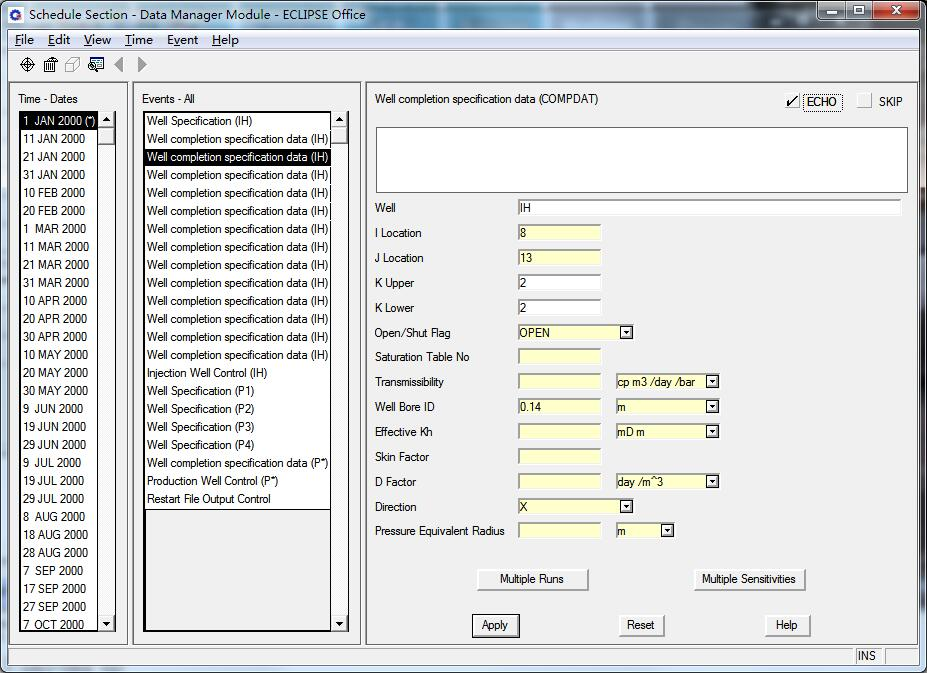 Schedule Section - Data Manager Module - ECLIPSE Office
File Edit View Time Event Help
Time - Dates
1 JAN 2000 (*)
11 JAN 2000
21 JAN 2000
31 JAN 2000
10 FEB 2000
20 FEB 2000
1 MAR 2000
11 MAR 2000
21 MAR 2000
31 MAR 2000
10 APR 2000
20 APR 2000
30 APR 2000
10 MAY 2000
20 MAY 2000
30 MAY 2000
9 JUN 2000
19 JUN 2000
29 JUN 2000
9 JUL 2000
19 JUL 2000
29 JUL 2000
8 AUG 2000
18 AUG 2000
28 AUG 2000
7 SEP 2000
17 SEP 2000
27 SEP 2000
7 OCT 2000
Events - All
Well Specification (IH)
Well completion specification data (IH)
Well completion specification data (IH)
Well completion specification data (IH)
Well completion specification data (IH)
Well completion specification data (IH)
Well completion specification data (IH)
Well completion specification data (IH)
Well completion specification data (IH)
Well completion specification data (IH)
Well completion specification data (IH)
Well completion specification data (IH)
Well completion specification data (IH)
Well completion specification data (IH)
Injection Well Control (IH)
Well Specification (P1)
Well Specification (P2)
Well Specification (P3)
Well Specification (P4)
Well completion specification data (P*)
Production Well Control (P*)
Restart File Output Control
Well completion specification data (COMPDAT)
ECHO
SKIP
Well IH
I Location 8
J Location 13
K Upper 2
K Lower 2
Open/Shut Flag OPEN
Saturation Table No
Transmissibility cp m3 /day /bar
Well Bore ID 0.14 m
Effective Kh mD m
Skin Factor
D Factor day /m^3
Direction X
Pressure Equivalent Radius m
Multiple Runs Multiple Sensitivities
Apply Reset Help
INS